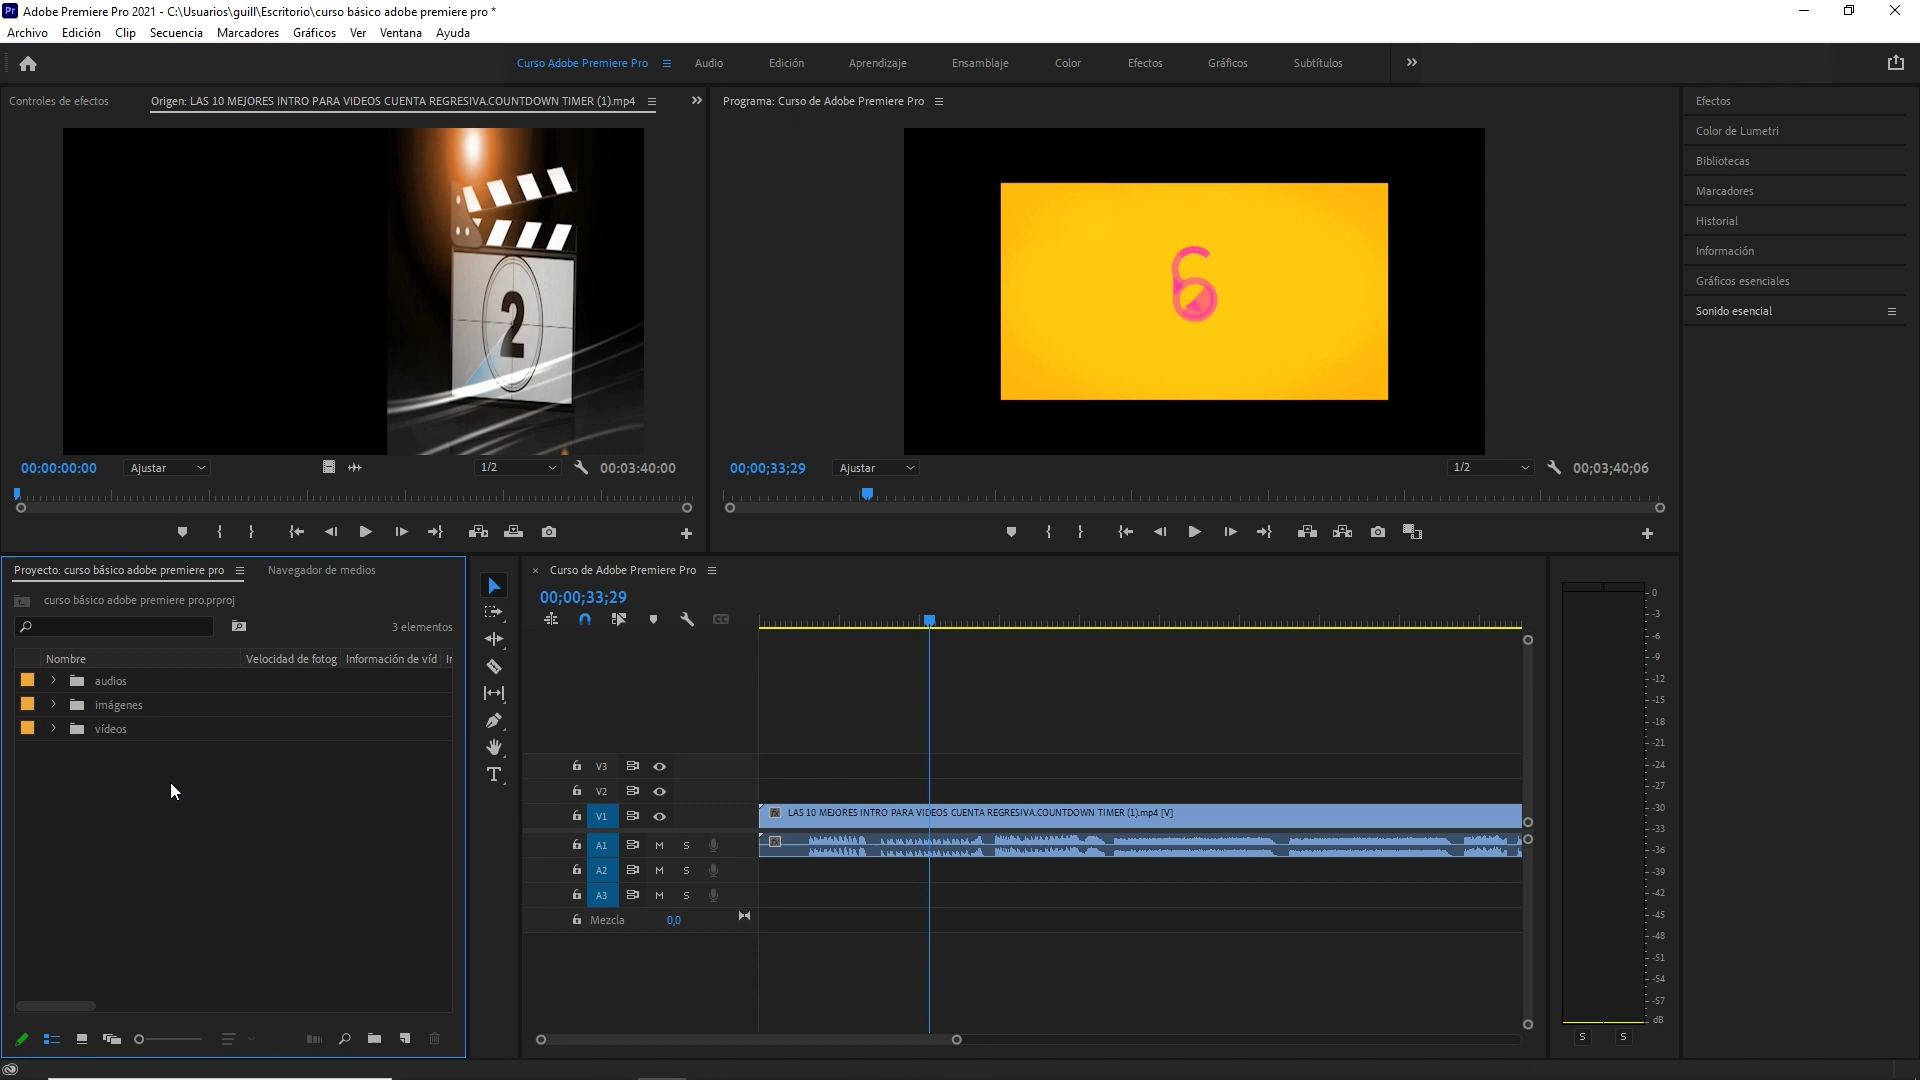 Pr Adobe Premiere Pro 2021 - C:\Usuarios\guill\Escritorio\curso básico adobe premiere pro *
Archivo Edición Clip Secuencia Marcadores Gráficos Ver Ventana Ayuda
Curso Adobe Premiere Pro Audio Edición Aprendizaje Ensamblaje Color Efectos Gráficos Subtítulos
Controles de efectos Origen: LAS 10 MEJORES INTRO PARA VIDEOS CUENTA REGRESIVA.COUNTDOWN TIMER (1).mp4
2
00:00:00:00 Ajustar 1/2 00:03:40:00
Programa: Curso de Adobe Premiere Pro
6
00;00;33;29 Ajustar 1/2 00;03;40;06
Efectos
Color de Lumetri
Bibliotecas
Marcadores
Historial
Información
Gráficos esenciales
Sonido esencial
Proyecto: curso básico adobe premiere pro Navegador de medios
curso básico adobe premiere pro.prproj
3 elementos
Nombre Velocidad de fotog Información de víd Ir
audios
imágenes
vídeos
× Curso de Adobe Premiere Pro
00;00;33;29
V3
V2
V1 fx LAS 10 MEJORES INTRO PARA VIDEOS CUENTA REGRESIVA.COUNTDOWN TIMER (1).mp4 [V]
A1 M S
A2 M S
A3 M S
Mezcla 0,0
0
-3
-6
-9
-12
-15
-18
-21
-24
-27
-30
-33
-36
-39
-42
-45
-48
-51
-54
-57
dB
S S